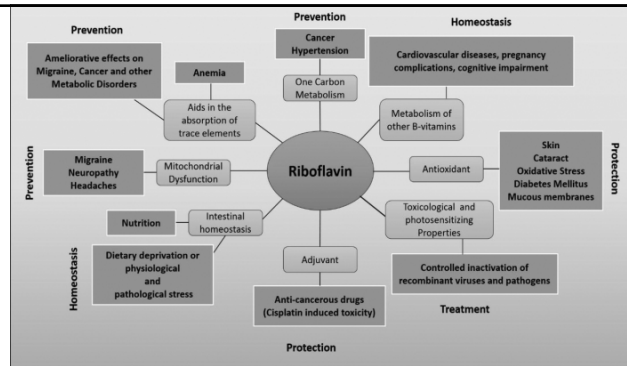 Prevention
Ameliorative effects on
Migraine, Cancer and other
Metabolic Disorders
Anemia
Aids in the
absorption of
trace elements
Prevention
Cancer
Hypertension
One Carbon
Metabolism
Homeostasis
Cardiovascular diseases, pregnancy
complications, cognitive impairment
Metabolism of
other B-vitamins
Prevention
Migraine
Neuropathy
Headaches
Mitochondrial
Dysfunction
Riboflavin
Antioxidant
Skin
Cataract
Oxidative Stress
Diabetes Mellitus
Mucous membranes
Protection
Nutrition
Intestinal
homeostasis
Homeostasis
Dietary deprivation or
physiological
and
pathological stress
Adjuvant
Anti-cancerous drugs
(Cisplatin induced toxicity)
Protection
Toxicological and
photosensitizing
Properties
Controlled inactivation of
recombinant viruses and pathogens
Treatment